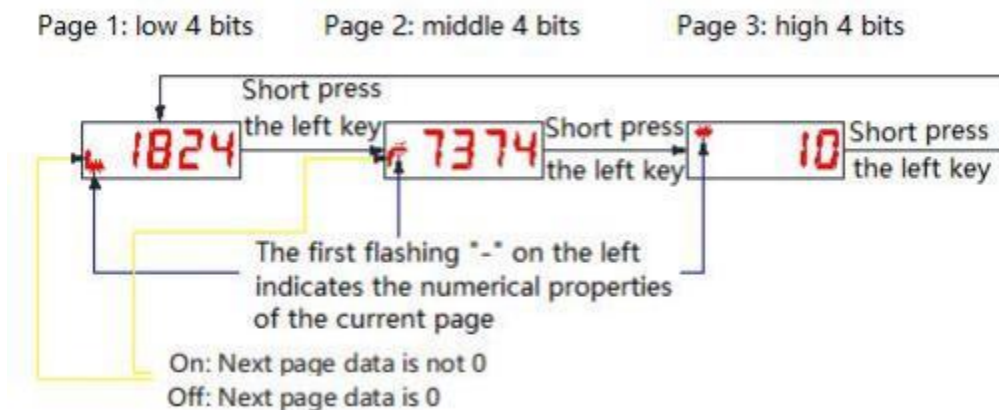 Page 1: low 4 bits
Page 2: middle 4 bits
Page 3: high 4 bits
Short press
the left key
1824
7374
Short press
the left key
10
Short press
the left key
The first flashing "-" on the left
indicates the numerical properties
of the current page
On: Next page data is not 0
Off: Next page data is 0